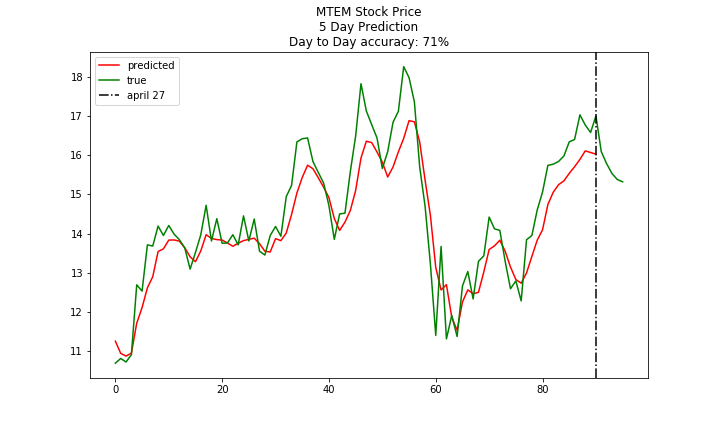 MTEM Stock Price
5 Day Prediction
Day to Day accuracy: 71%
predicted
true
april 27
18
17
16
15
14
13
12
11
0
20
40
60
80